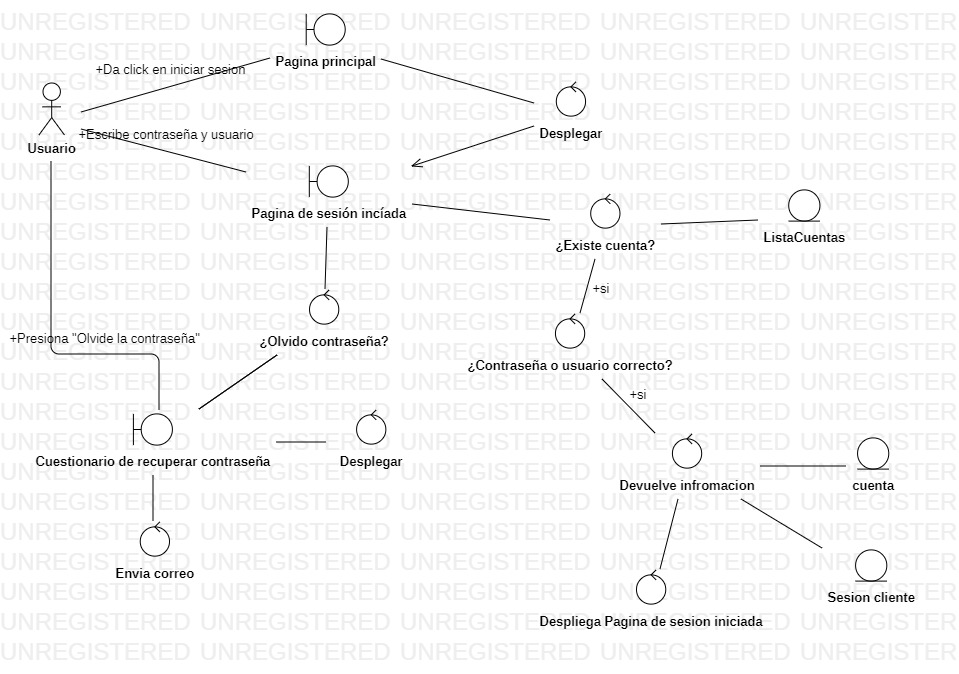 Pagina principal
+Da click en iniciar sesion
Desplegar
+Escribe contraseña y usuario
Usuario
Pagina de sesión incíada
¿Existe cuenta?
ListaCuentas
+si
¿Olvido contraseña?
+Presiona "Olvide la contraseña"
¿Contraseña o usuario correcto?
+si
Cuestionario de recuperar contraseña
Desplegar
Devuelve infromacion
cuenta
Envia correo
Sesion cliente
Despliega Pagina de sesion iniciada
UNREGISTERED